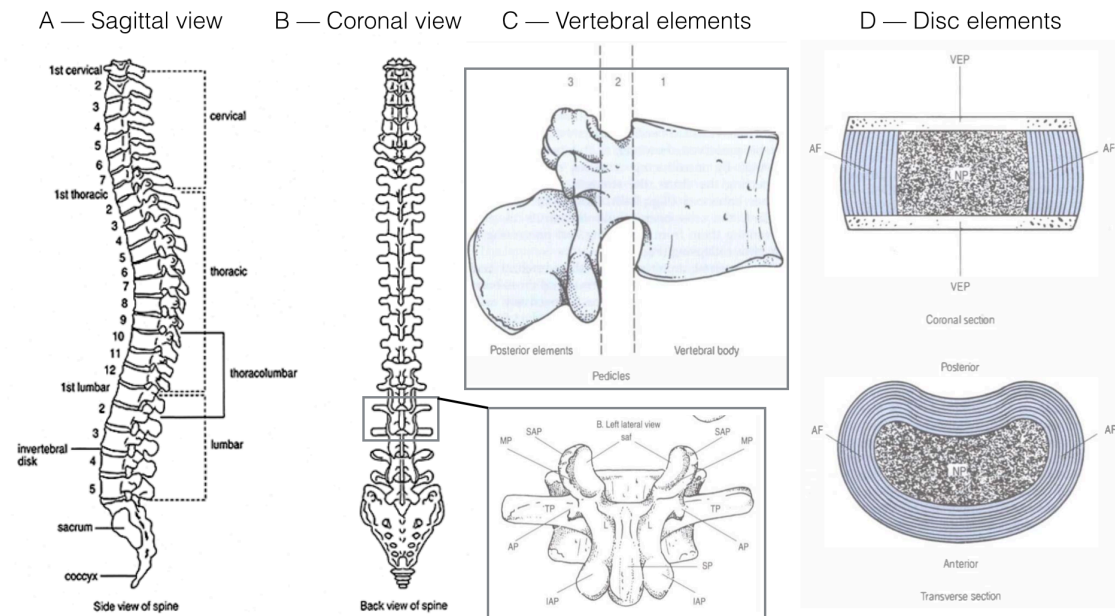 A — Sagittal view
B — Coronal view
C — Vertebral elements
D — Disc elements
1st cervical
2
3
4
5
6
7
1st thoracic
2
3
4
5
6
7
8
9
10
11
12
1st lumbar
2
3
invertebral
disk
4
5
sacrum
coccyx
cervical
thoracic
thoracolumbar
lumbar
Side view of spine
Back view of spine
3 2 1
Posterior elements
Vertebral body
Pedicles
B. Left lateral view
SAP saf SAP
MP MP
TP TP
L L
AP AP
SP
IAP IAP
VEP
AF NP AF
VEP
Coronal section
Posterior
AF NP AF
Anterior
Transverse section